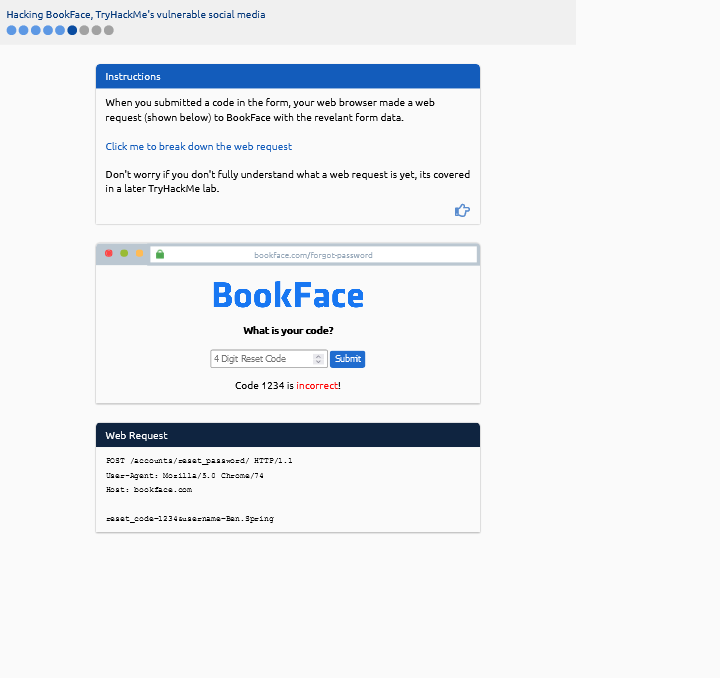 Hacking BookFace, TryHackMe's vulnerable social media
Instructions
When you submitted a code in the form, your web browser made a web
request (shown below) to BookFace with the revelant form data.
Click me to break down the web request
Don't worry if you don't fully understand what a web request is yet, its covered
in a later TryHackMe lab.
bookface.com/forgot-password
BookFace
What is your code?
4 Digit Reset Code
Submit
Code 1234 is incorrect!
Web Request
POST /accounts/reset_password/ HTTP/1.1
User-Agent: Mozilla/5.0 Chrome/74
Host: bookface.com
reset_code=1234&username=Ben.Spring